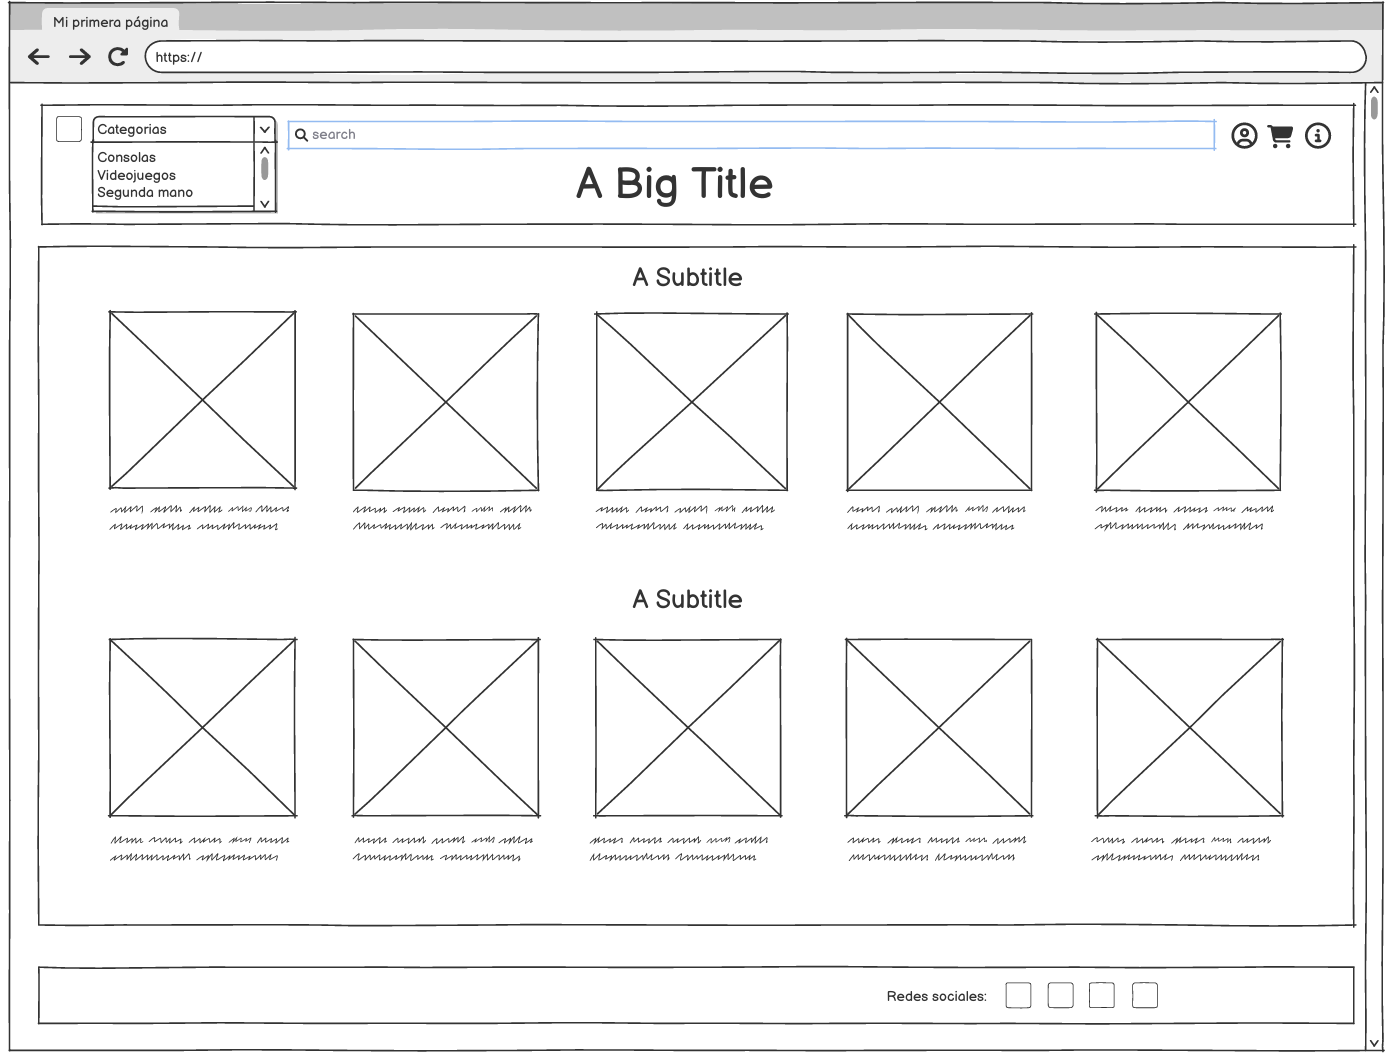 Mi primera página
https://
Categorias
search
Consolas
Videojuegos
Segunda mano
A Big Title
A Subtitle
A Subtitle
Redes sociales: